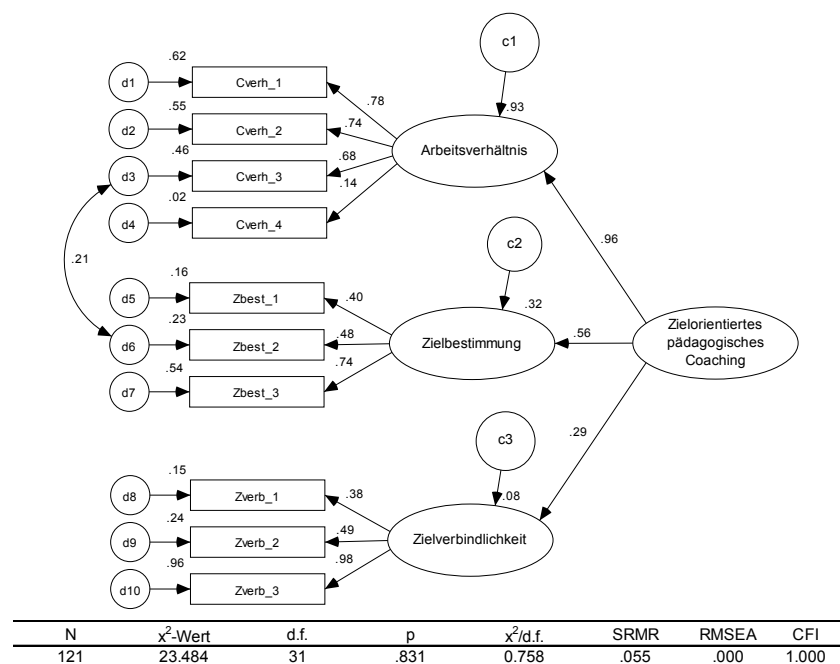 c1
.62
d1
Cverh_1
.78
.93
.55
d2
Cverh_2
.74
Arbeitsverhältnis
.46
d3
Cverh_3
.68
.02
.14
d4
Cverh_4
.21
.96
c2
.16
d5
Zbest_1
.40
.32
.23
d6
Zbest_2
.48
Zielbestimmung
.56
Zielorientiertes
pädagogisches
Coaching
.54
.74
d7
Zbest_3
.29
c3
.15
d8
Zverb_1
.38
.08
.24
d9
Zverb_2
.49
Zielverbindlichkeit
.96
.98
d10
Zverb_3
N x²-Wert d.f. p x²/d.f. SRMR RMSEA CFI
121 23.484 31 .831 0.758 .055 .000 1.000